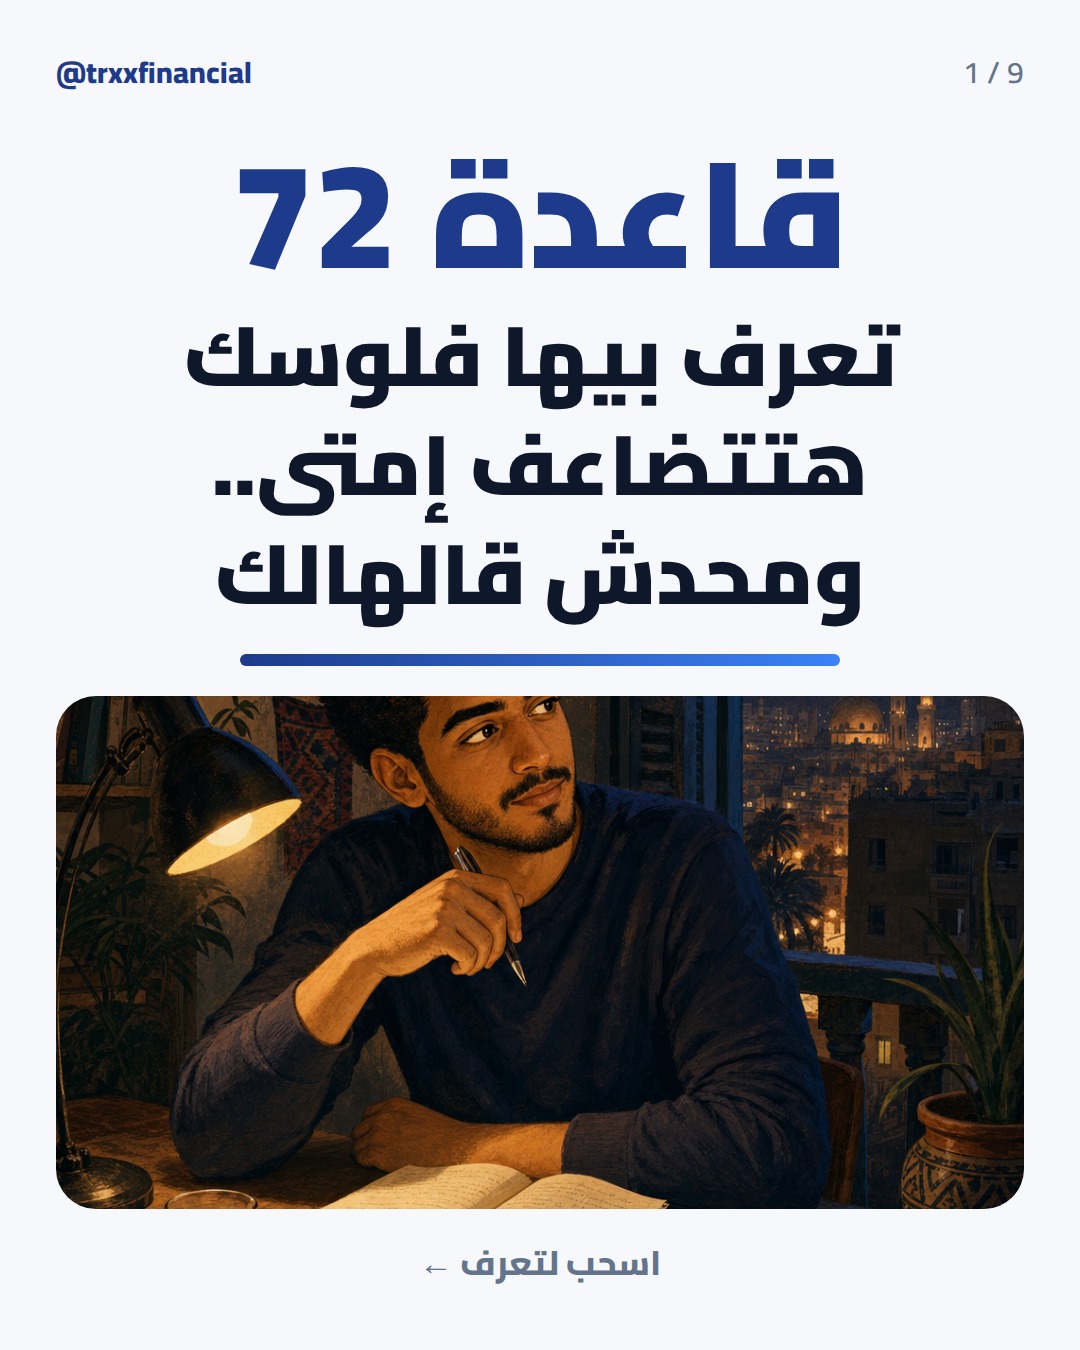 @trxxfinancial
1 / 9
قاعدة 72
تعرف بيها فلوسك
هتتضاعف إمتى..
ومحدش قالهالك
اسحب لتعرف ←